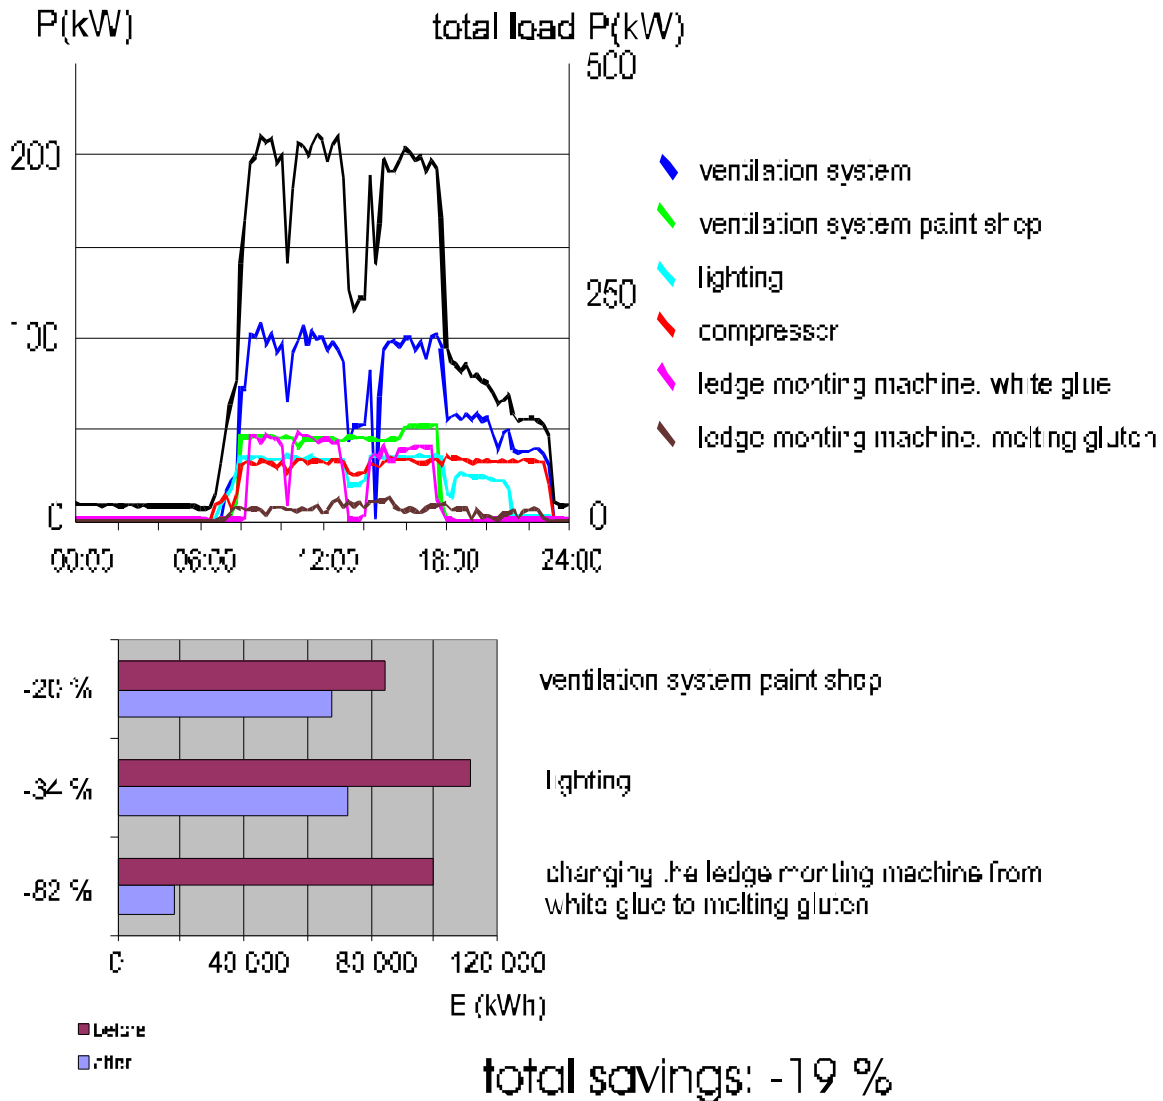 P(kW)
total load P(kW)
500
200
250
100
0
0
00:00 06:00 12:00 18:00 24:00
ventilation system
ventilation system paint shop
lighting
compressor
ledge monting machine. white glue
ledge monting machine. melting gluten
-20 %
ventilation system paint shop
-34 %
lighting
-82 %
changing the ledge monting machine from
white glue to melting gluten
0 40 000 80 000 120 000
E (kWh)
before
After
total savings: -19 %